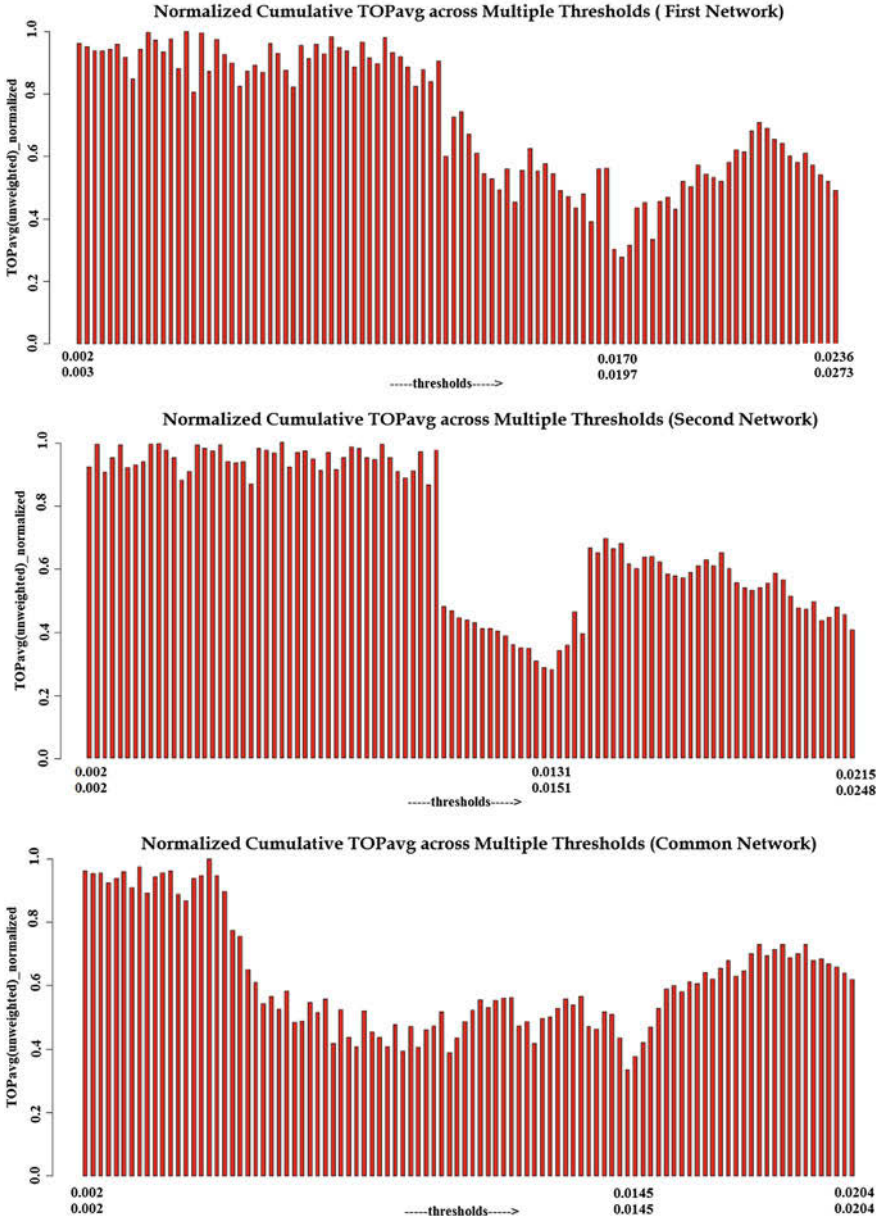 Normalized Cumulative TOPavg across Multiple Thresholds ( First Network)
TOPavg(unweighted)_normalized
1.0
0.8
0.6
0.4
0.2
0.0
0.002 0.0170 0.0236
0.003 0.0197 0.0273
-----thresholds----->
Normalized Cumulative TOPavg across Multiple Thresholds (Second Network)
TOPavg(unweighted)_normalized
1.0
0.8
0.6
0.4
0.2
0.0
0.002 0.0131 0.0215
0.002 0.0151 0.0248
-----thresholds----->
Normalized Cumulative TOPavg across Multiple Thresholds (Common Network)
TOPavg(unweighted)_normalized
1.0
0.8
0.6
0.4
0.2
0.0
0.002 0.0145 0.0204
0.002 0.0145 0.0204
-----thresholds----->